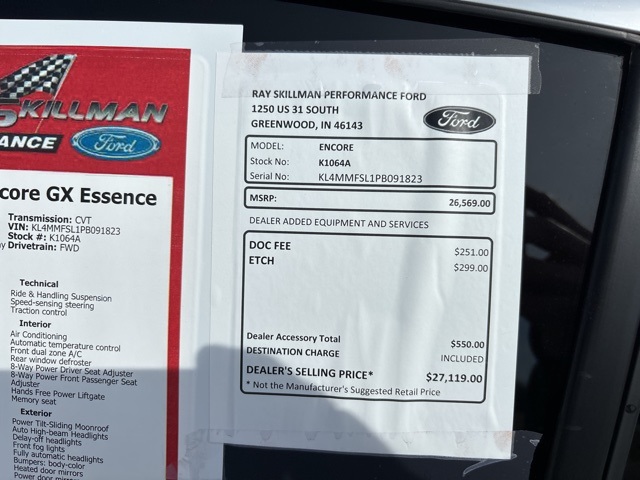 SKILLMAN
Ford
core GX Essence
Transmission: CVT
VIN: KL4MMFSL1PB091823
Stock #: K1064A
Drivetrain: FWD
Technical
Ride & Handling Suspension
Speed-sensing steering
Traction control
Interior
Air Conditioning
Automatic temperature control
Front dual zone A/C
Rear window defroster
8-Way Power Driver Seat Adjuster
8-Way Power Front Passenger Seat
Adjuster
Hands Free Power Liftgate
Memory seat
Exterior
Power Tilt-Sliding Moonroof
Auto High-beam Headlights
Delay-off headlights
Front fog lights
Fully automatic headlights
Bumpers: body-color
Heated door mirrors
Power door mirrors
RAY SKILLMAN PERFORMANCE FORD
1250 US 31 SOUTH
GREENWOOD, IN 46143
Ford
MODEL: ENCORE
Stock No: K1064A
Serial No: KL4MMFSL1PB091823
MSRP: 26,569.00
DEALER ADDED EQUIPMENT AND SERVICES
DOC FEE $251.00
ETCH $299.00
Dealer Accessory Total $550.00
DESTINATION CHARGE INCLUDED
DEALER'S SELLING PRICE* $27,119.00
* Not the Manufacturer's Suggested Retail Price